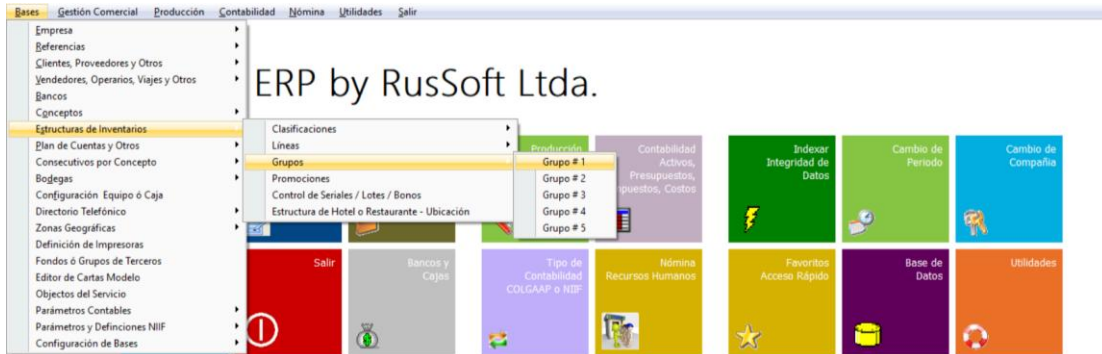 Bases Gestión Comercial Producción Contabilidad Nómina Utilidades Salir
Empresa
Referencias
Clientes, Proveedores y Otros
Vendedores, Operarios, Viajes y Otros
Bancos
Conceptos
Estructuras de Inventarios
Plan de Cuentas y Otros
Consecutivos por Concepto
Bodegas
Configuración Equipo ó Caja
Directorio Telefónico
Zonas Geográficas
Definición de Impresoras
Fondos ó Grupos de Terceros
Editor de Cartas Modelo
Objectos del Servicio
Parámetros Contables
Parámetros y Definciones NIIF
Configuración de Bases
ERP by RusSoft Ltda.
Clasificaciones
Líneas
Grupos
Promociones
Control de Seriales / Lotes / Bonos
Estructura de Hotel o Restaurante - Ubicación
Grupo # 1
Grupo # 2
Grupo # 3
Grupo # 4
Grupo # 5
Producción
Contabilidad
Activos,
Presupuestos,
puestos, Costos
Indexar
Integridad de
Datos
Cambio de
Periodo
Cambio de
Compañia
Salir
Bancos y
Cajas
Tipo de
Contabilidad
COLGAAP o NIIF
Nómina
Recursos Humanos
Favoritos
Acceso Rápido
Base de
Datos
Utilidades